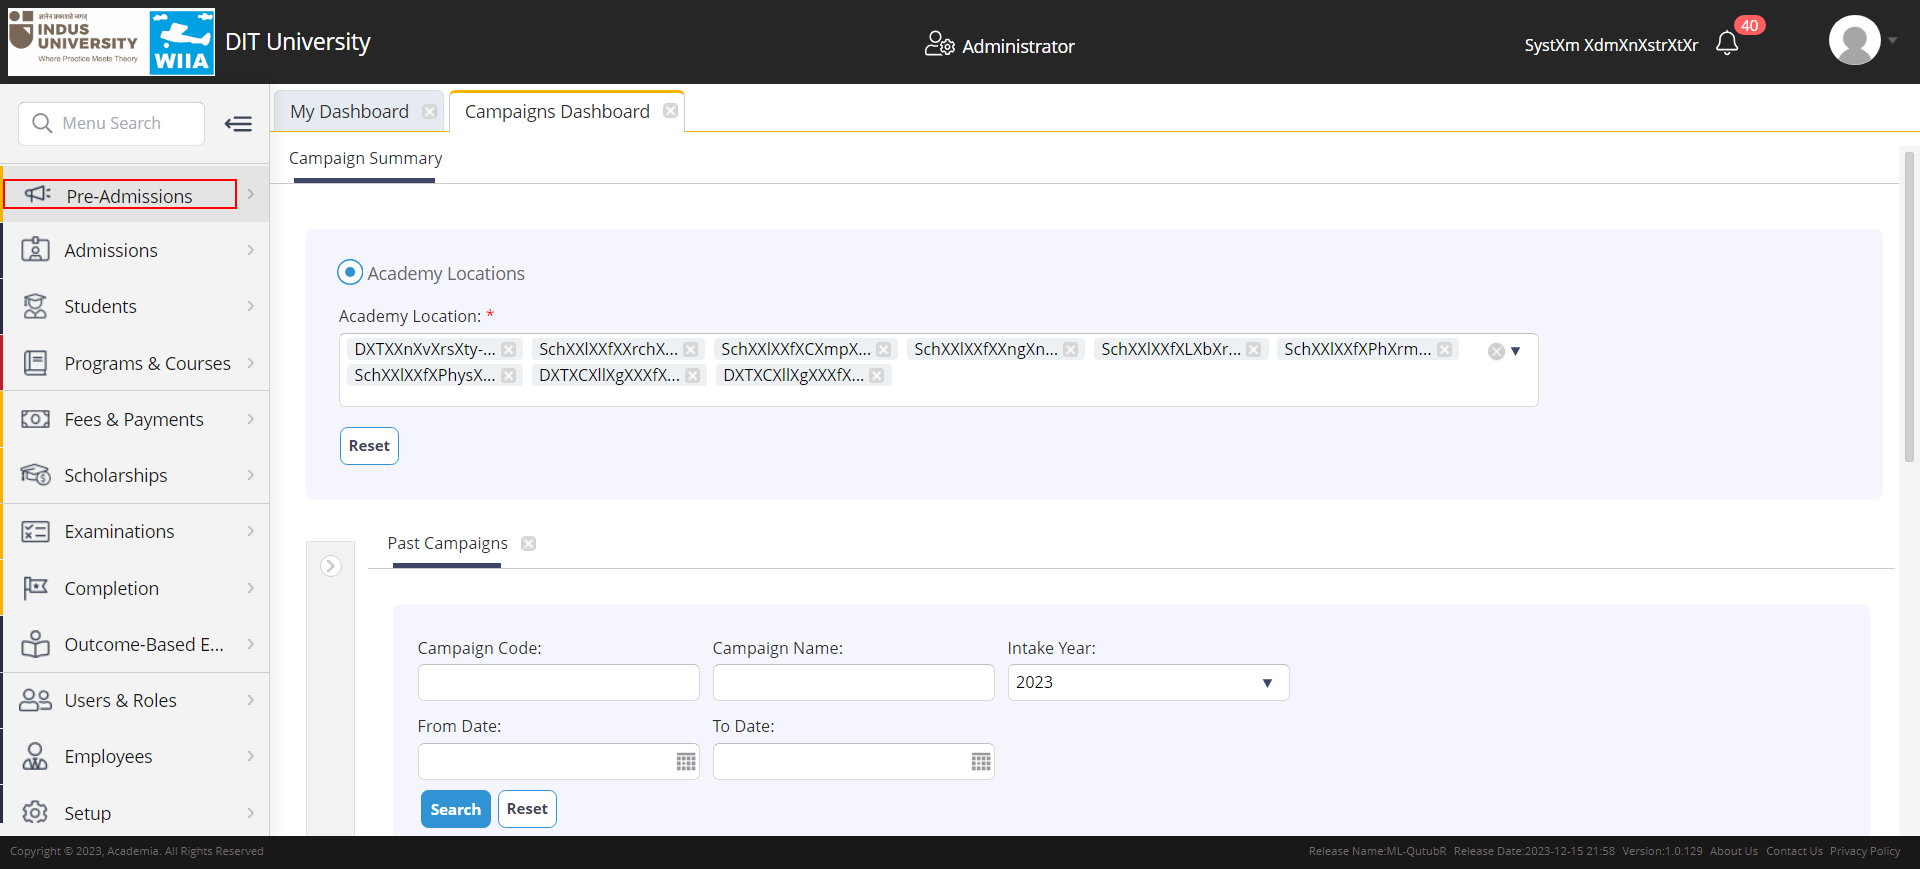 ज्ञानेन प्रकाशते जगत्
INDUS
UNIVERSITY
Where Practice Meets Theory
WIIA
DIT University
Administrator
SystXm XdmXnXstrXtXr
40
Menu Search
My Dashboard
Campaigns Dashboard
Campaign Summary
Pre-Admissions
Admissions
Students
Programs & Courses
Fees & Payments
Scholarships
Examinations
Completion
Outcome-Based E...
Users & Roles
Employees
Setup
Academy Locations
Academy Location: *
DXTXXnXvXrsXty-... SchXXlXXfXXrchX... SchXXlXXfXCXmpX... SchXXlXXfXXngXn... SchXXlXXfXLXbXr... SchXXlXXfXPhXrm...
SchXXlXXfXPhysX... DXTXCXllXgXXXfX... DXTXCXllXgXXXfX...
Reset
Past Campaigns
Campaign Code: Campaign Name: Intake Year:
2023
From Date: To Date:
Search Reset
Copyright © 2023, Academia. All Rights Reserved
Release Name:ML-QutubR Release Date:2023-12-15 21:58 Version:1.0.129 About Us Contact Us Privacy Policy